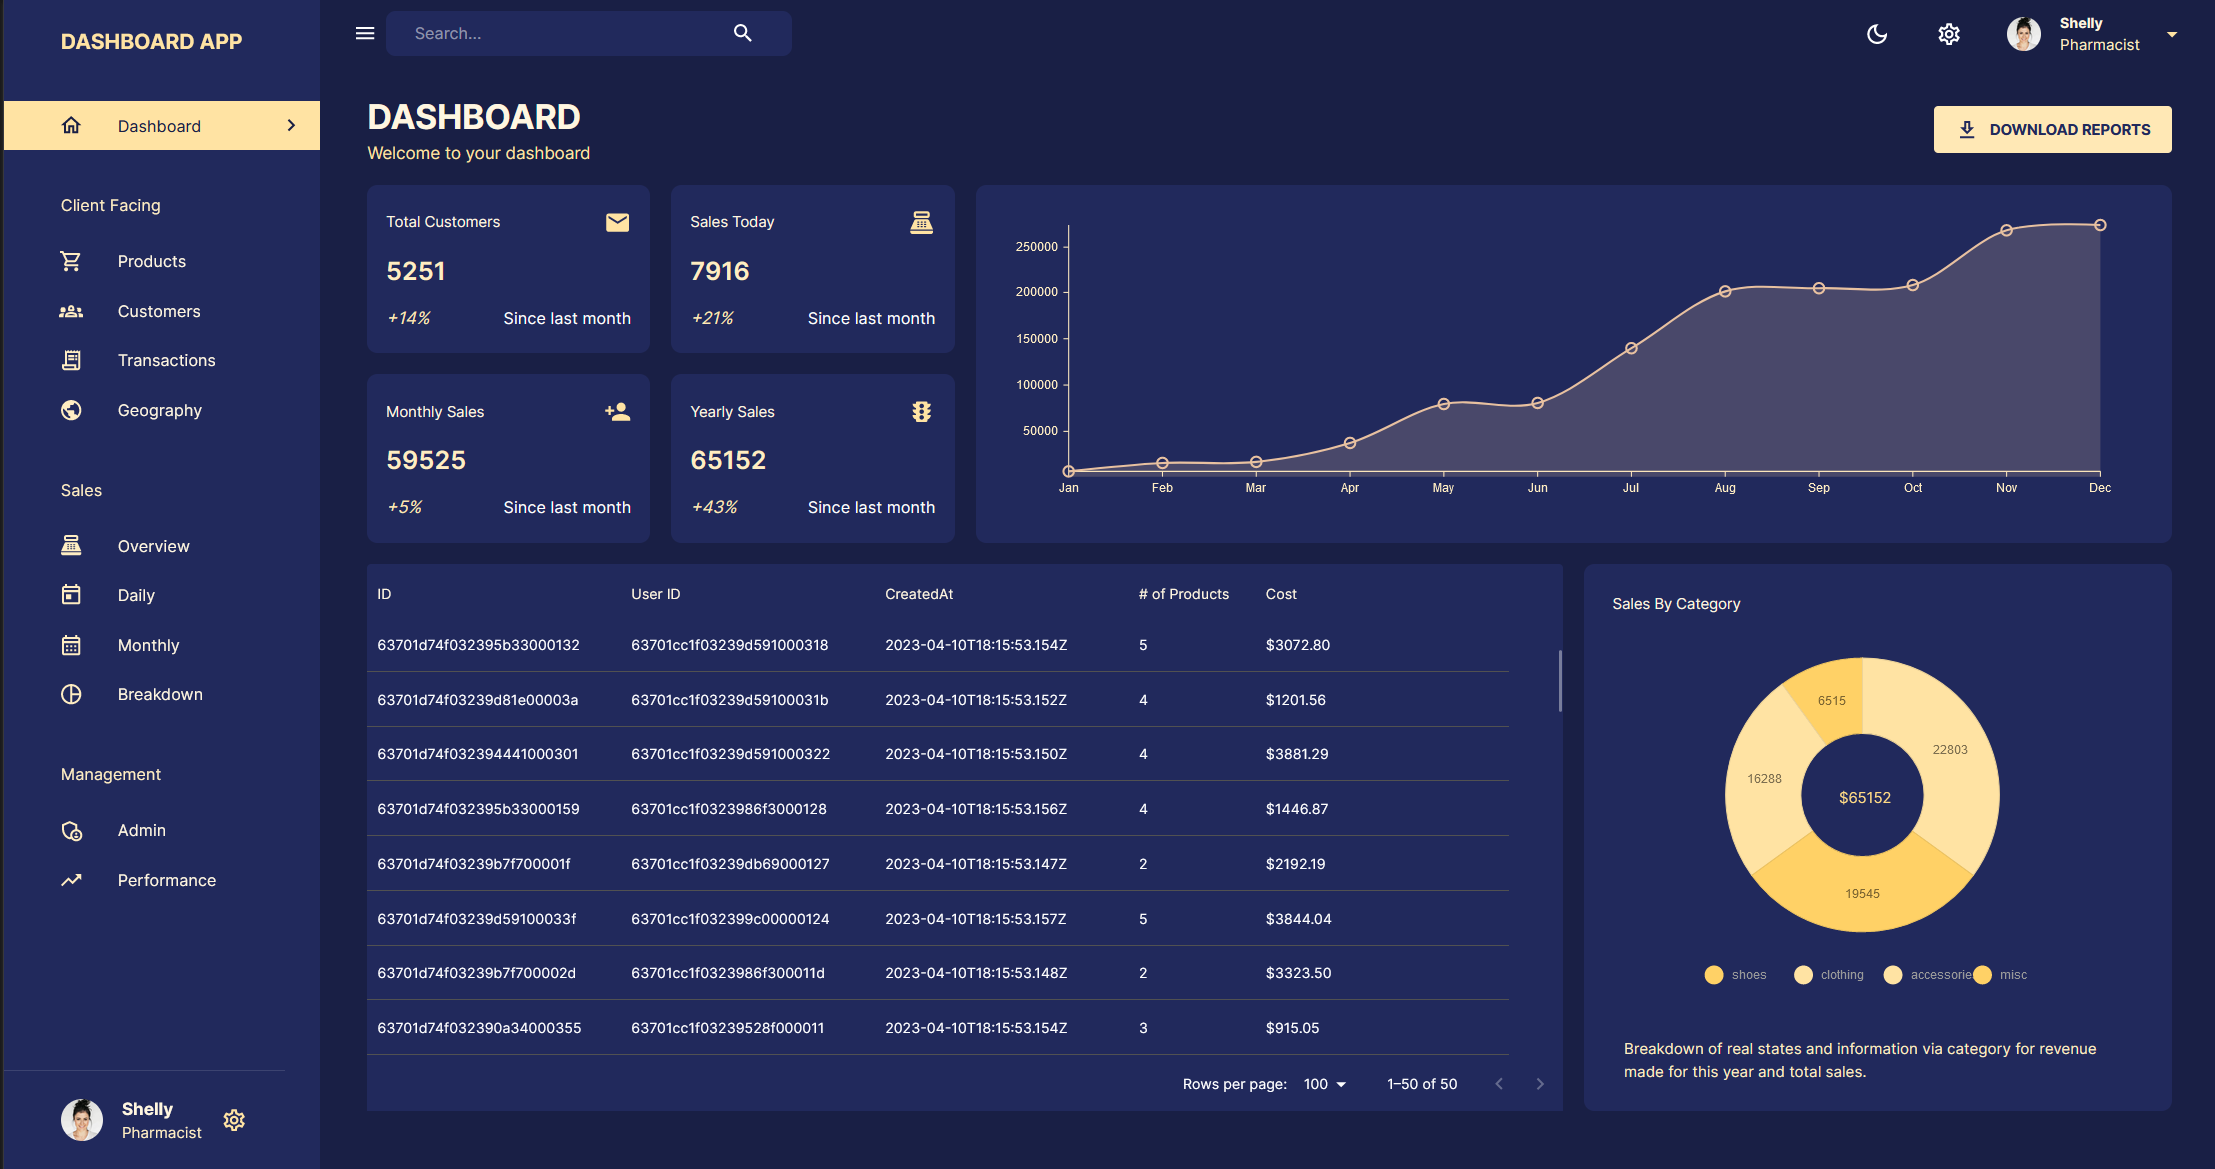 DASHBOARD APP
Dashboard
Client Facing
Products
Customers
Transactions
Geography
Sales
Overview
Daily
Monthly
Breakdown
Management
Admin
Performance
Shelly
Pharmacist
Search...
Shelly
Pharmacist
DASHBOARD
Welcome to your dashboard
DOWNLOAD REPORTS
Total Customers
5251
+14% Since last month
Sales Today
7916
+21% Since last month
Monthly Sales
59525
+5% Since last month
Yearly Sales
65152
+43% Since last month
250000
200000
150000
100000
50000
Jan Feb Mar Apr May Jun Jul Aug Sep Oct Nov Dec
ID User ID CreatedAt # of Products Cost
63701d74f032395b33000132 63701cc1f03239d591000318 2023-04-10T18:15:53.154Z 5 $3072.80
63701d74f03239d81e00003a 63701cc1f03239d59100031b 2023-04-10T18:15:53.152Z 4 $1201.56
63701d74f032394441000301 63701cc1f03239d591000322 2023-04-10T18:15:53.150Z 4 $3881.29
63701d74f032395b33000159 63701cc1f0323986f3000128 2023-04-10T18:15:53.156Z 4 $1446.87
63701d74f03239b7f700001f 63701cc1f03239db69000127 2023-04-10T18:15:53.147Z 2 $2192.19
63701d74f03239d59100033f 63701cc1f032399c00000124 2023-04-10T18:15:53.157Z 5 $3844.04
63701d74f03239b7f700002d 63701cc1f0323986f300011d 2023-04-10T18:15:53.148Z 2 $3323.50
63701d74f032390a34000355 63701cc1f03239528f000011 2023-04-10T18:15:53.154Z 3 $915.05
Rows per page: 100 1–50 of 50
Sales By Category
6515
22803
16288
$65152
19545
shoes clothing accessorie misc
Breakdown of real states and information via category for revenue
made for this year and total sales.